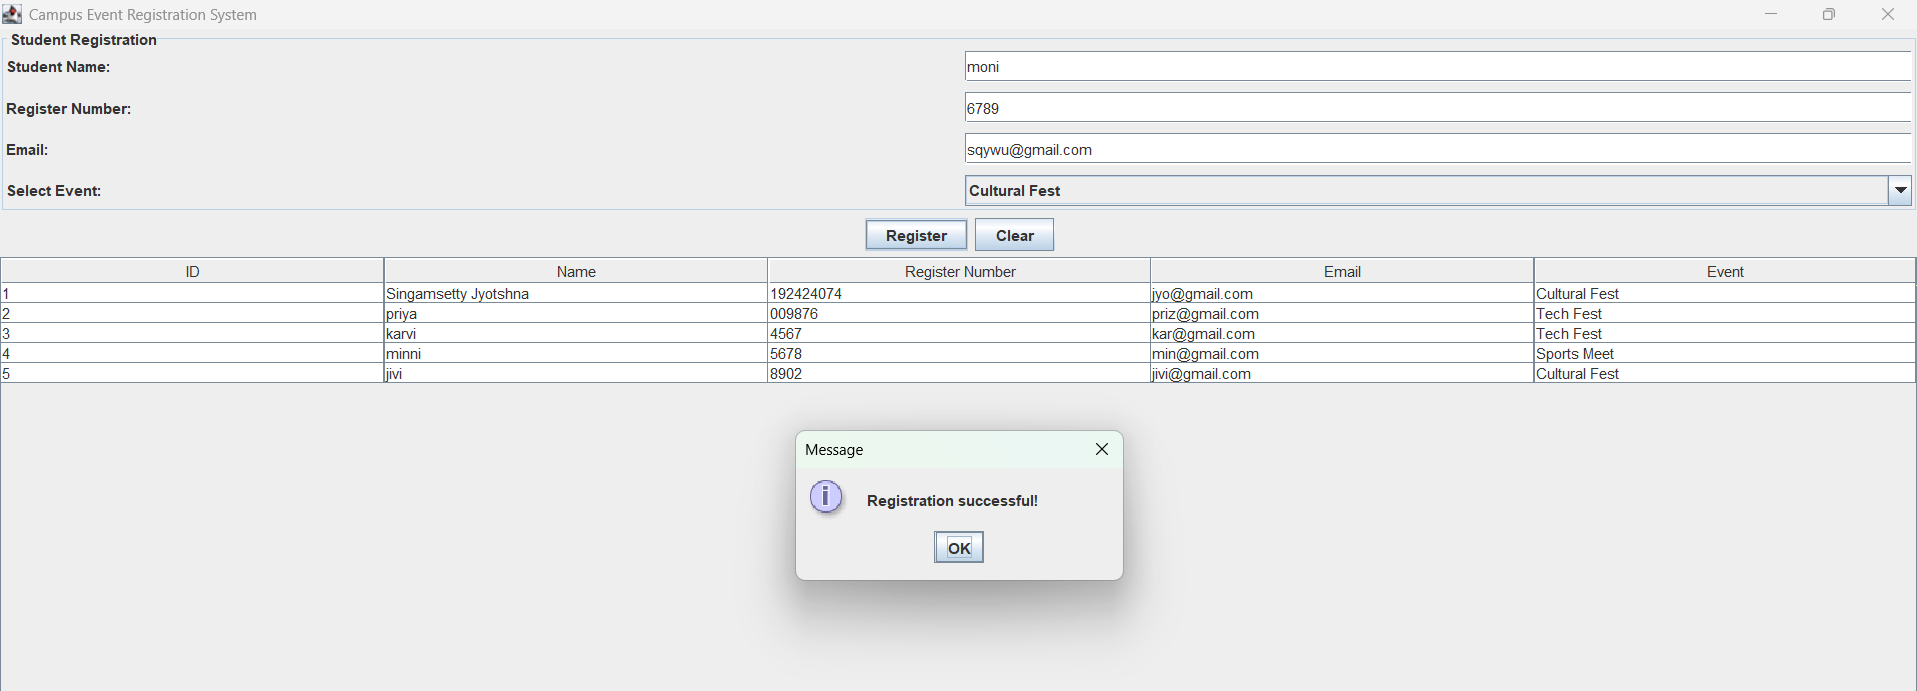 Campus Event Registration System
Student Registration
Student Name: moni
Register Number: 6789
Email: sqywu@gmail.com
Select Event: Cultural Fest
Register Clear
ID Name Register Number Email Event
1 Singamsetty Jyotshna 192424074 jyo@gmail.com Cultural Fest
2 priya 009876 priz@gmail.com Tech Fest
3 karvi 4567 kar@gmail.com Tech Fest
4 minni 5678 min@gmail.com Sports Meet
5 jivi 8902 jivi@gmail.com Cultural Fest
Message
i Registration successful!
OK